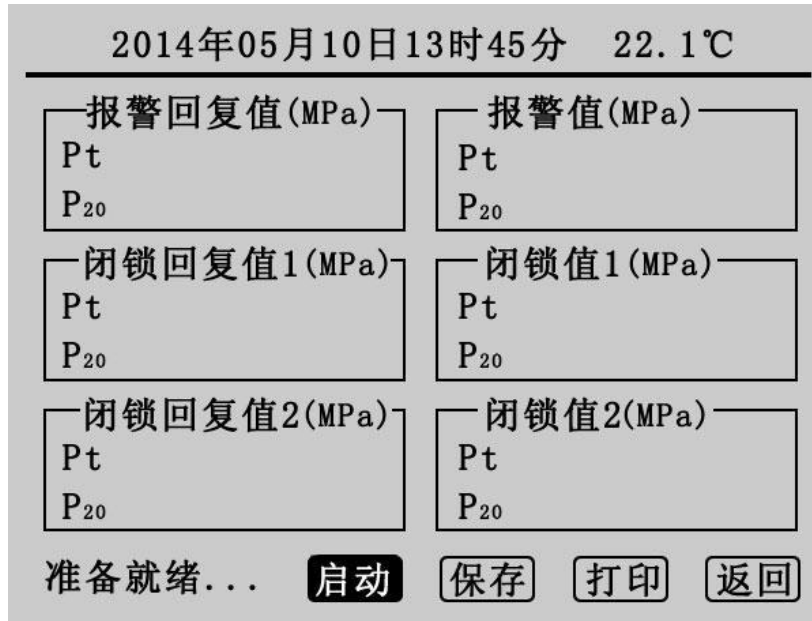 2014年05月10日13时45分 22.1℃
报警回复值(MPa) 报警值(MPa)
Pt Pt
P₂₀ P₂₀
闭锁回复值1(MPa) 闭锁值1(MPa)
Pt Pt
P₂₀ P₂₀
闭锁回复值2(MPa) 闭锁值2(MPa)
Pt Pt
P₂₀ P₂₀
准备就绪... 启动 保存 打印 返回